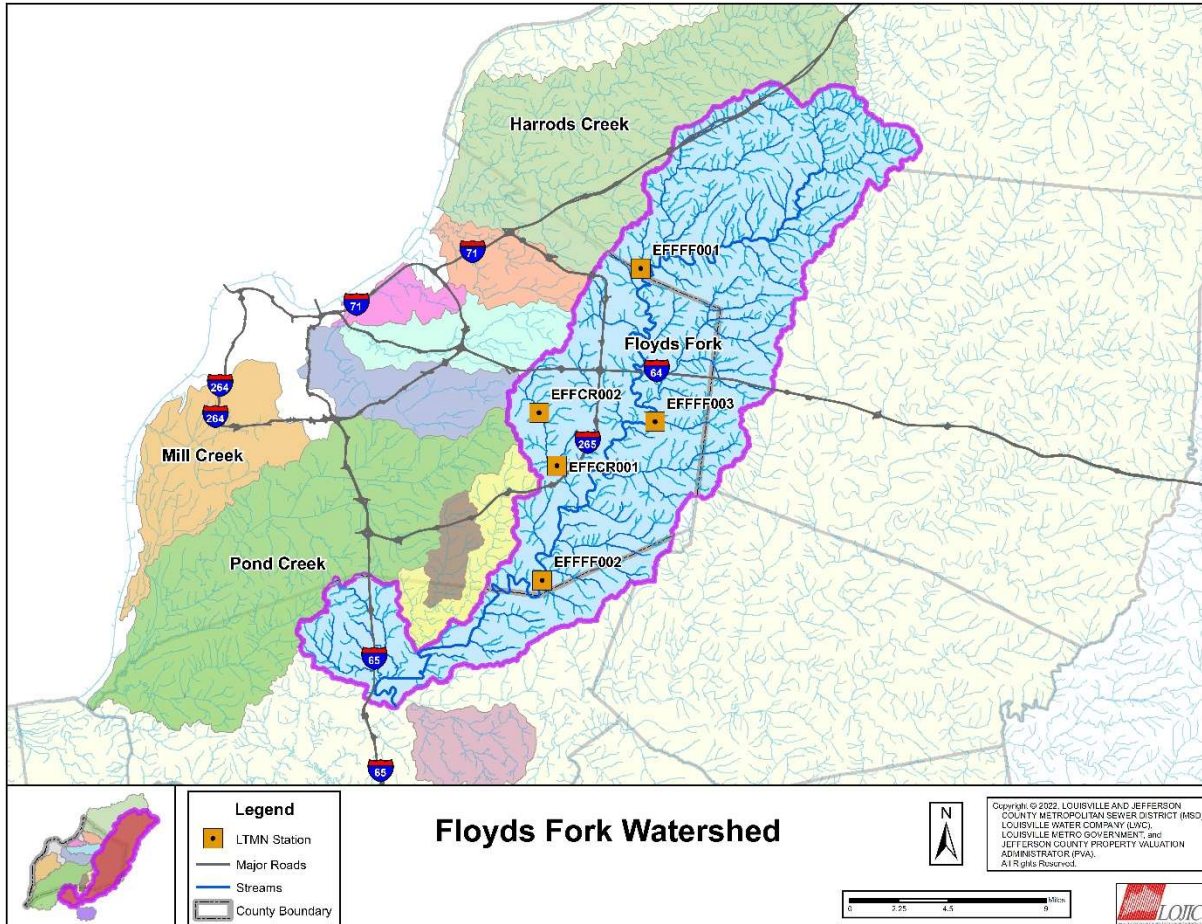 Harrods Creek
71
EFFFF001
71
Floyds Fork
64
264
EFFCR002
EFFFF003
264
265
Mill Creek
EFFCR001
Pond Creek
EFFFF002
65
65
Legend
LTMN Station
Major Roads
Streams
County Boundary
Floyds Fork Watershed
N
Copyright © 2022, LOUISVILLE AND JEFFERSON
COUNTY METROPOLITAN SEWER DISTRICT (MSD)
LOUISVILLE WATER COMPANY (LWC),
LOUISVILLE METRO GOVERNMENT, and
JEFFERSON COUNTY PROPERTY VALUATION
ADMINISTRATOR (PVA).
All Rights Reserved.
Miles
0 2.25 4.5 9